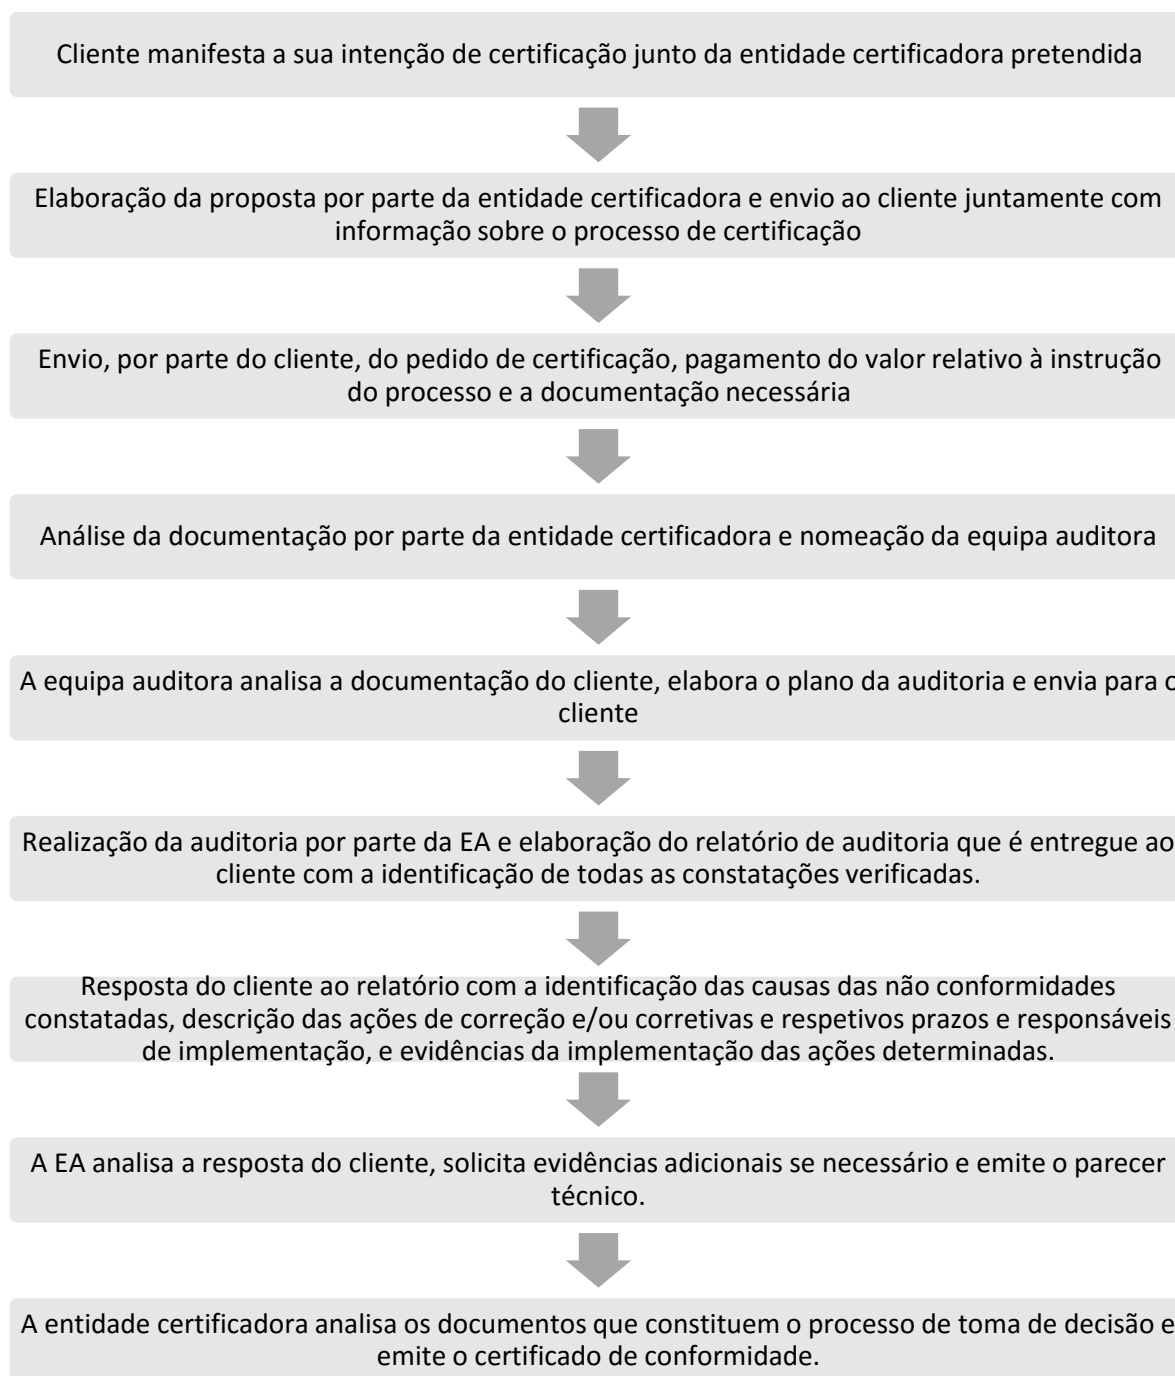 Cliente manifesta a sua intenção de certificação junto da entidade certificadora pretendida
Elaboração da proposta por parte da entidade certificadora e envio ao cliente juntamente com
informação sobre o processo de certificação
Envio, por parte do cliente, do pedido de certificação, pagamento do valor relativo à instrução
do processo e a documentação necessária
Análise da documentação por parte da entidade certificadora e nomeação da equipa auditora
A equipa auditora analisa a documentação do cliente, elabora o plano da auditoria e envia para o
cliente
Realização da auditoria por parte da EA e elaboração do relatório de auditoria que é entregue ao
cliente com a identificação de todas as constatações verificadas.
Resposta do cliente ao relatório com a identificação das causas das não conformidades
constatadas, descrição das ações de correção e/ou corretivas e respetivos prazos e responsáveis
de implementação, e evidências da implementação das ações determinadas.
A EA analisa a resposta do cliente, solicita evidências adicionais se necessário e emite o parecer
técnico.
A entidade certificadora analisa os documentos que constituem o processo de toma de decisão e
emite o certificado de conformidade.